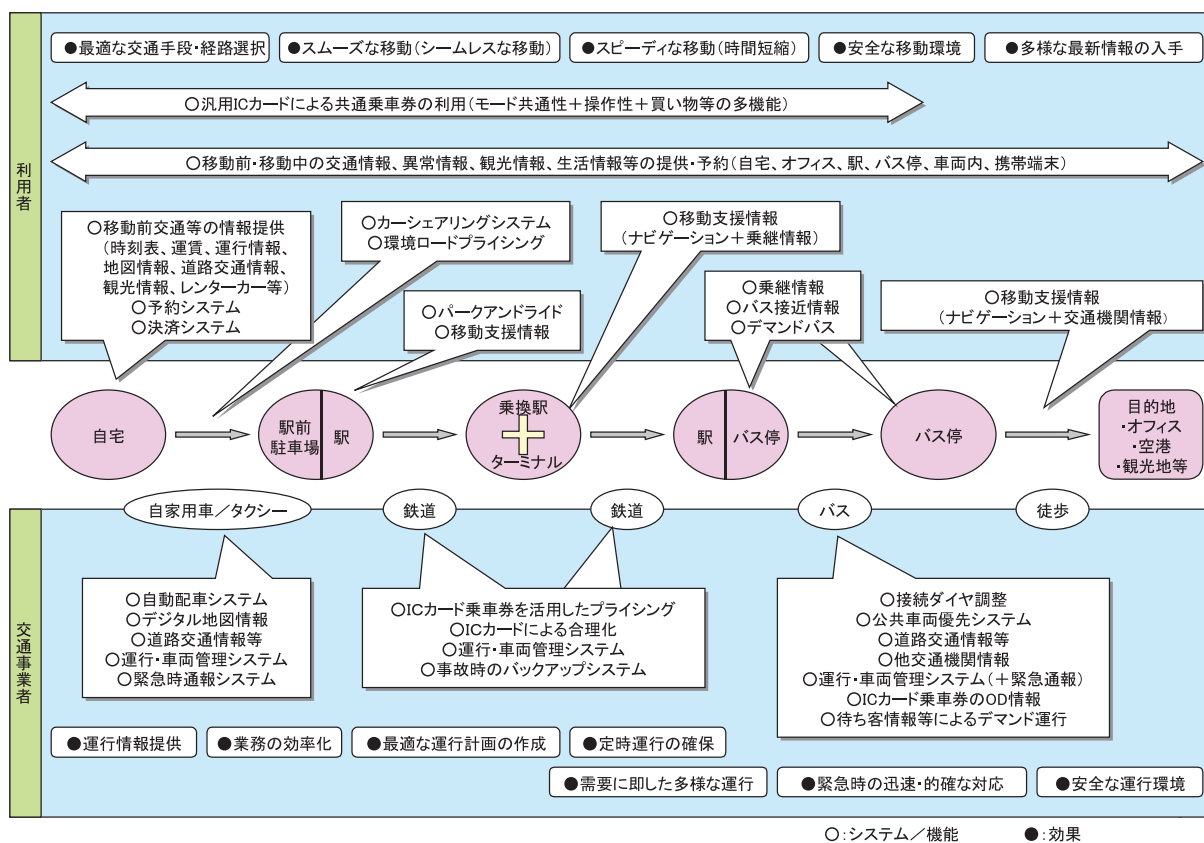 利用者
●最適な交通手段・経路選択
●スムーズな移動(シームレスな移動)
●スピーディな移動(時間短縮)
●安全な移動環境
●多様な最新情報の入手
○汎用ICカードによる共通乗車券の利用(モード共通性＋操作性＋買い物等の多機能)
○移動前・移動中の交通情報、異常情報、観光情報、生活情報等の提供・予約(自宅、オフィス、駅、バス停、車両内、携帯端末)
○移動前交通等の情報提供
(時刻表、運賃、運行情報、
地図情報、道路交通情報、
観光情報、レンターカー等)
○予約システム
○決済システム
○カーシェアリングシステム
○環境ロードプライシング
○パークアンドライド
○移動支援情報
○移動支援情報
(ナビゲーション＋乗継情報)
○乗継情報
○バス接近情報
○デマンドバス
○移動支援情報
(ナビゲーション＋交通機関情報)
自宅
駅前
駐車場
駅
乗換駅
ターミナル
駅
バス停
バス停
目的地
・オフィス
・空港
・観光地等
自家用車／タクシー
鉄道
鉄道
バス
徒歩
交通事業者
○自動配車システム
○デジタル地図情報
○道路交通情報等
○運行・車両管理システム
○緊急時通報システム
○ICカード乗車券を活用したプライシング
○ICカードによる合理化
○運行・車両管理システム
○事故時のバックアップシステム
○接続ダイヤ調整
○公共車両優先システム
○道路交通情報等
○他交通機関情報
○運行・車両管理システム(＋緊急通報)
○ICカード乗車券のOD情報
○待ち客情報等によるデマンド運行
●運行情報提供
●業務の効率化
●最適な運行計画の作成
●定時運行の確保
●需要に即した多様な運行
●緊急時の迅速・的確な対応
●安全な運行環境
○:システム／機能
●:効果